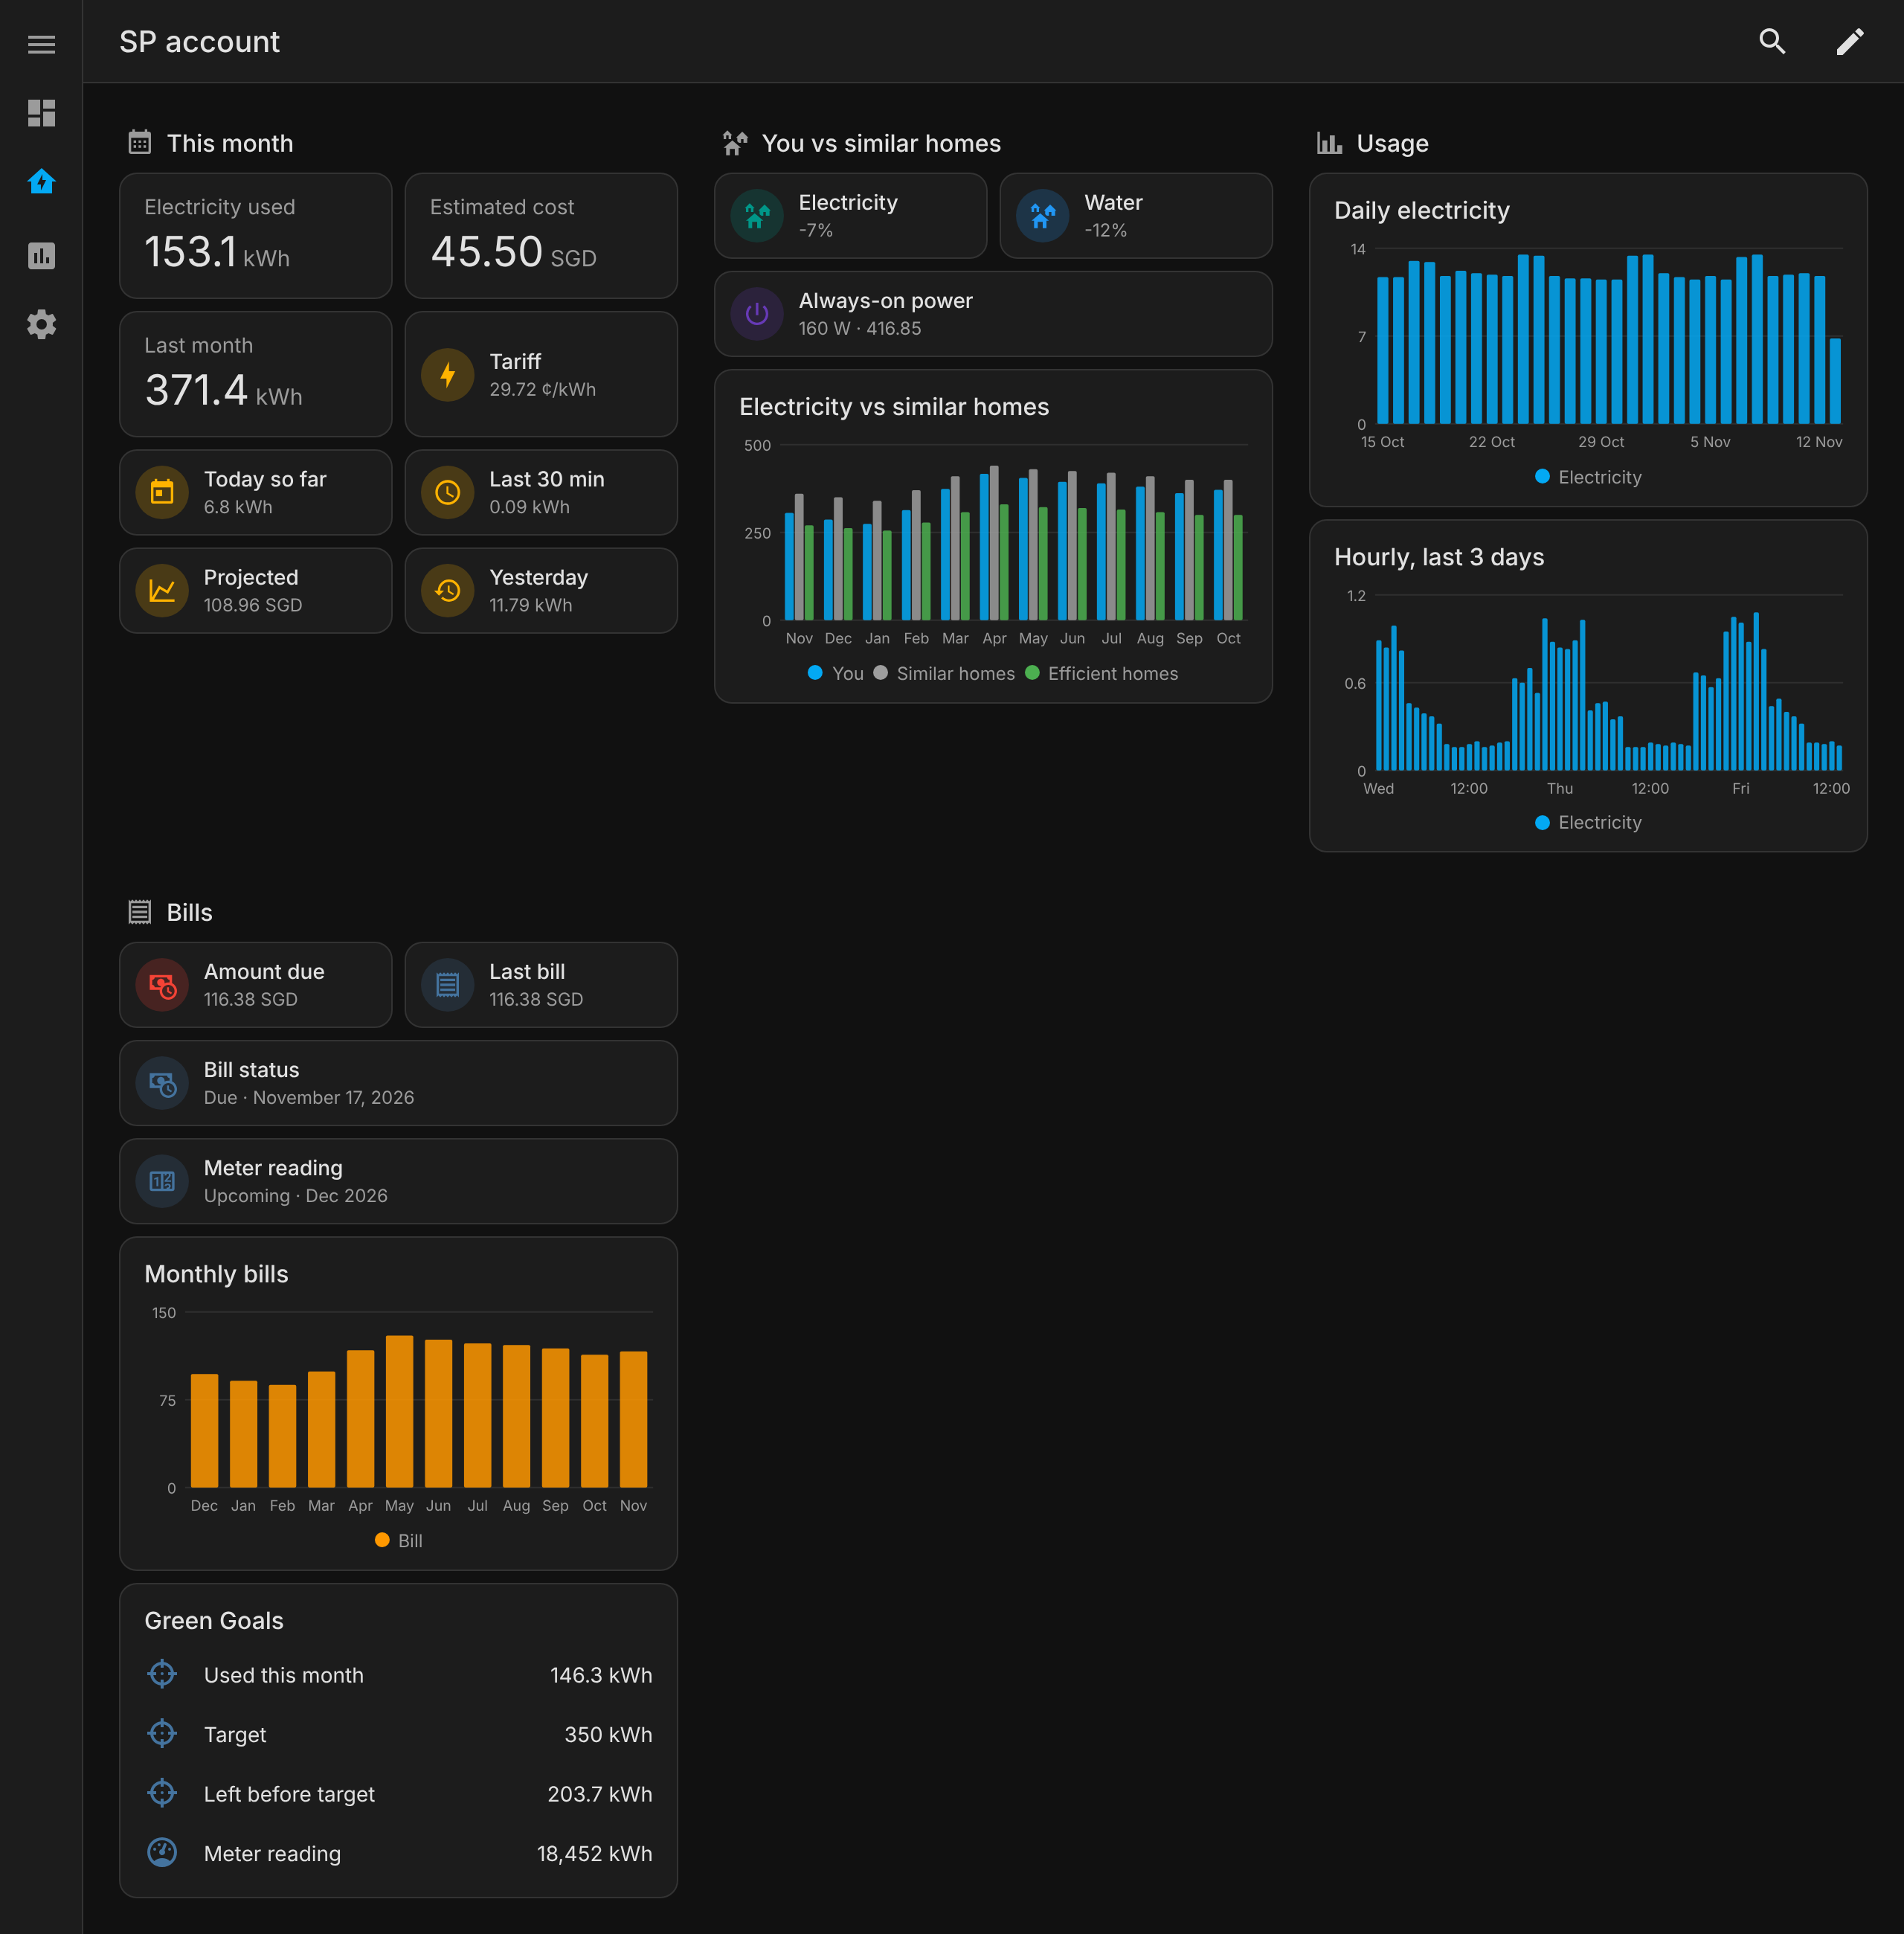 SP account
This month
Electricity used
153.1 kWh
Estimated cost
45.50 SGD
Last month
371.4 kWh
Tariff
29.72 ¢/kWh
Today so far
6.8 kWh
Last 30 min
0.09 kWh
Projected
108.96 SGD
Yesterday
11.79 kWh
You vs similar homes
Electricity
-7%
Water
-12%
Always-on power
160 W · 416.85
Electricity vs similar homes
500
250
0
Nov Dec Jan Feb Mar Apr May Jun Jul Aug Sep Oct
You Similar homes Efficient homes
Usage
Daily electricity
14
7
0
15 Oct 22 Oct 29 Oct 5 Nov 12 Nov
Electricity
Hourly, last 3 days
1.2
0.6
0
Wed 12:00 Thu 12:00 Fri 12:00
Electricity
Bills
Amount due
116.38 SGD
Last bill
116.38 SGD
Bill status
Due · November 17, 2026
Meter reading
Upcoming · Dec 2026
Monthly bills
150
75
0
Dec Jan Feb Mar Apr May Jun Jul Aug Sep Oct Nov
Bill
Green Goals
Used this month 146.3 kWh
Target 350 kWh
Left before target 203.7 kWh
Meter reading 18,452 kWh